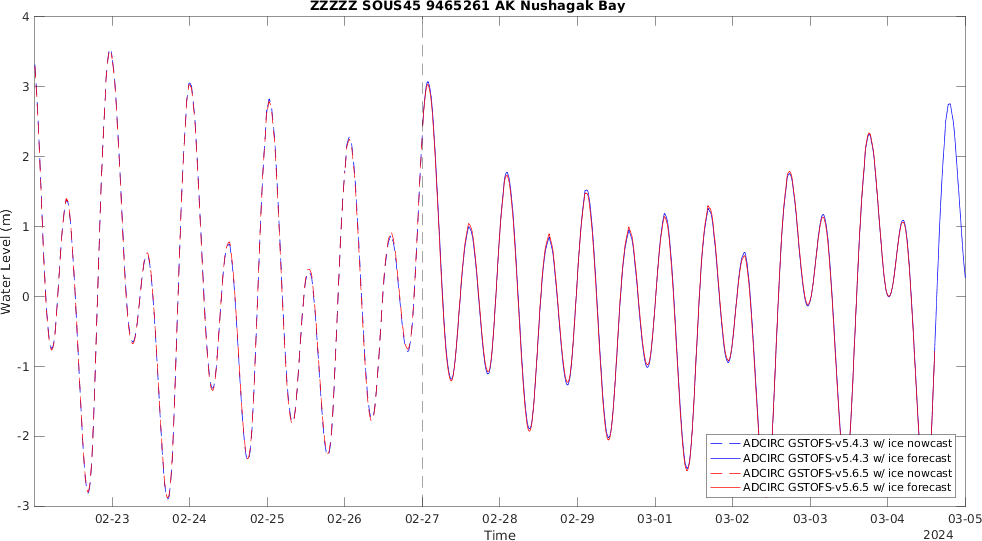 ZZZZZ SOUS45 9465261 AK Nushagak Bay
4
3
2
1
0
-1
-2
-3
Water Level (m)
ADCIRC GSTOFS-v5.4.3 w/ ice nowcast
ADCIRC GSTOFS-v5.4.3 w/ ice forecast
ADCIRC GSTOFS-v5.6.5 w/ ice nowcast
ADCIRC GSTOFS-v5.6.5 w/ ice forecast
02-23 02-24 02-25 02-26 02-27 02-28 02-29 03-01 03-02 03-03 03-04 03-05
Time 2024